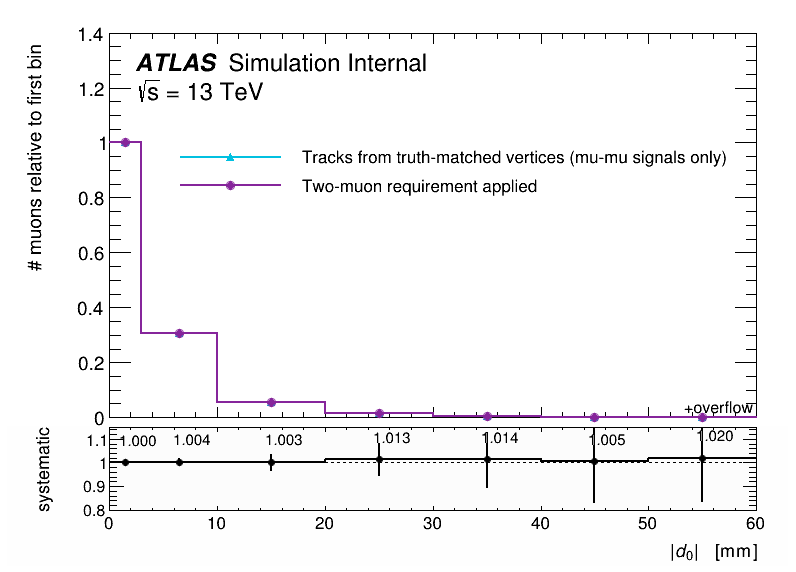 # muons relative to first bin
1.4
1.2
1
0.8
0.6
0.4
0.2
0
ATLAS Simulation Internal
√s = 13 TeV
Tracks from truth-matched vertices (mu-mu signals only)
Two-muon requirement applied
+overflow
systematic
1.1
1
0.9
0.8
1.000 1.004 1.003 1.013 1.014 1.005 1.020
0 10 20 30 40 50 60
|d0| [mm]